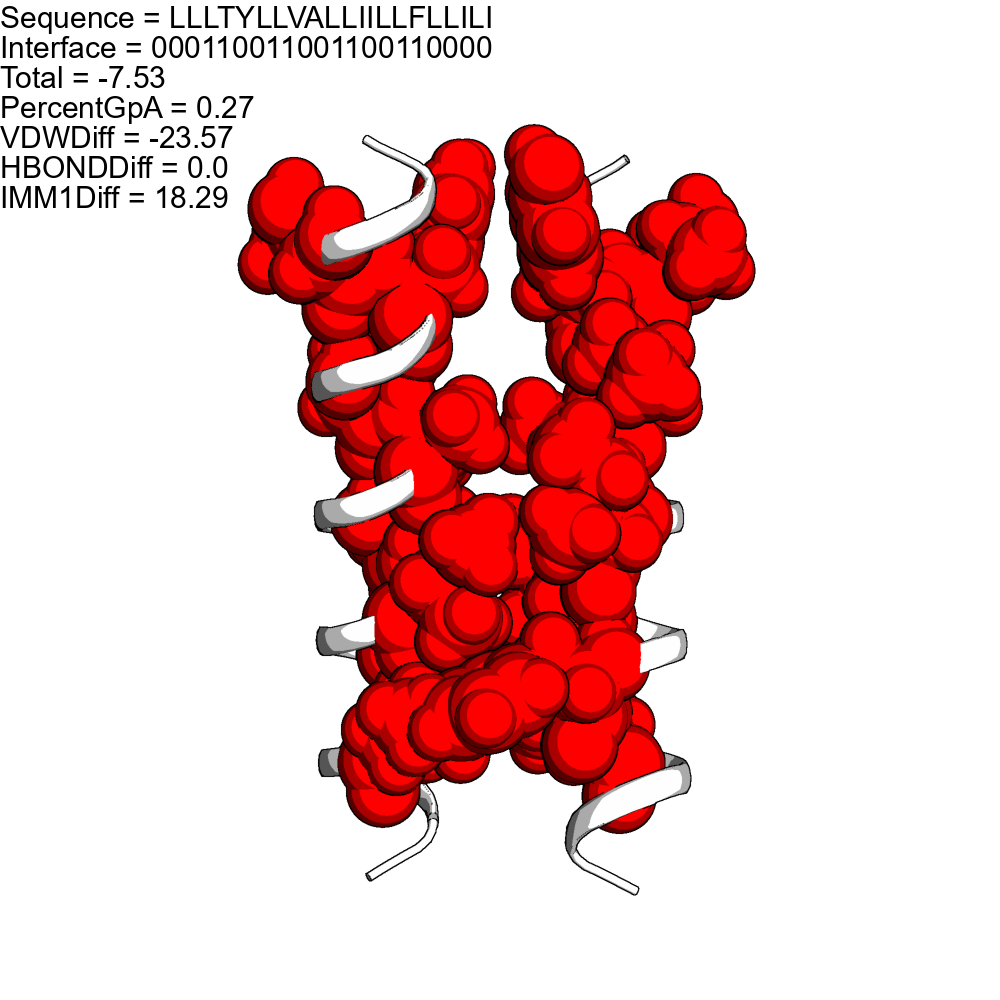 Sequence = LLLTYLLVALLIILLFLLILI
Interface = 000110011001100110000
Total = -7.53
PercentGpA = 0.27
VDWDiff = -23.57
HBONDDiff = 0.0
IMM1Diff = 18.29